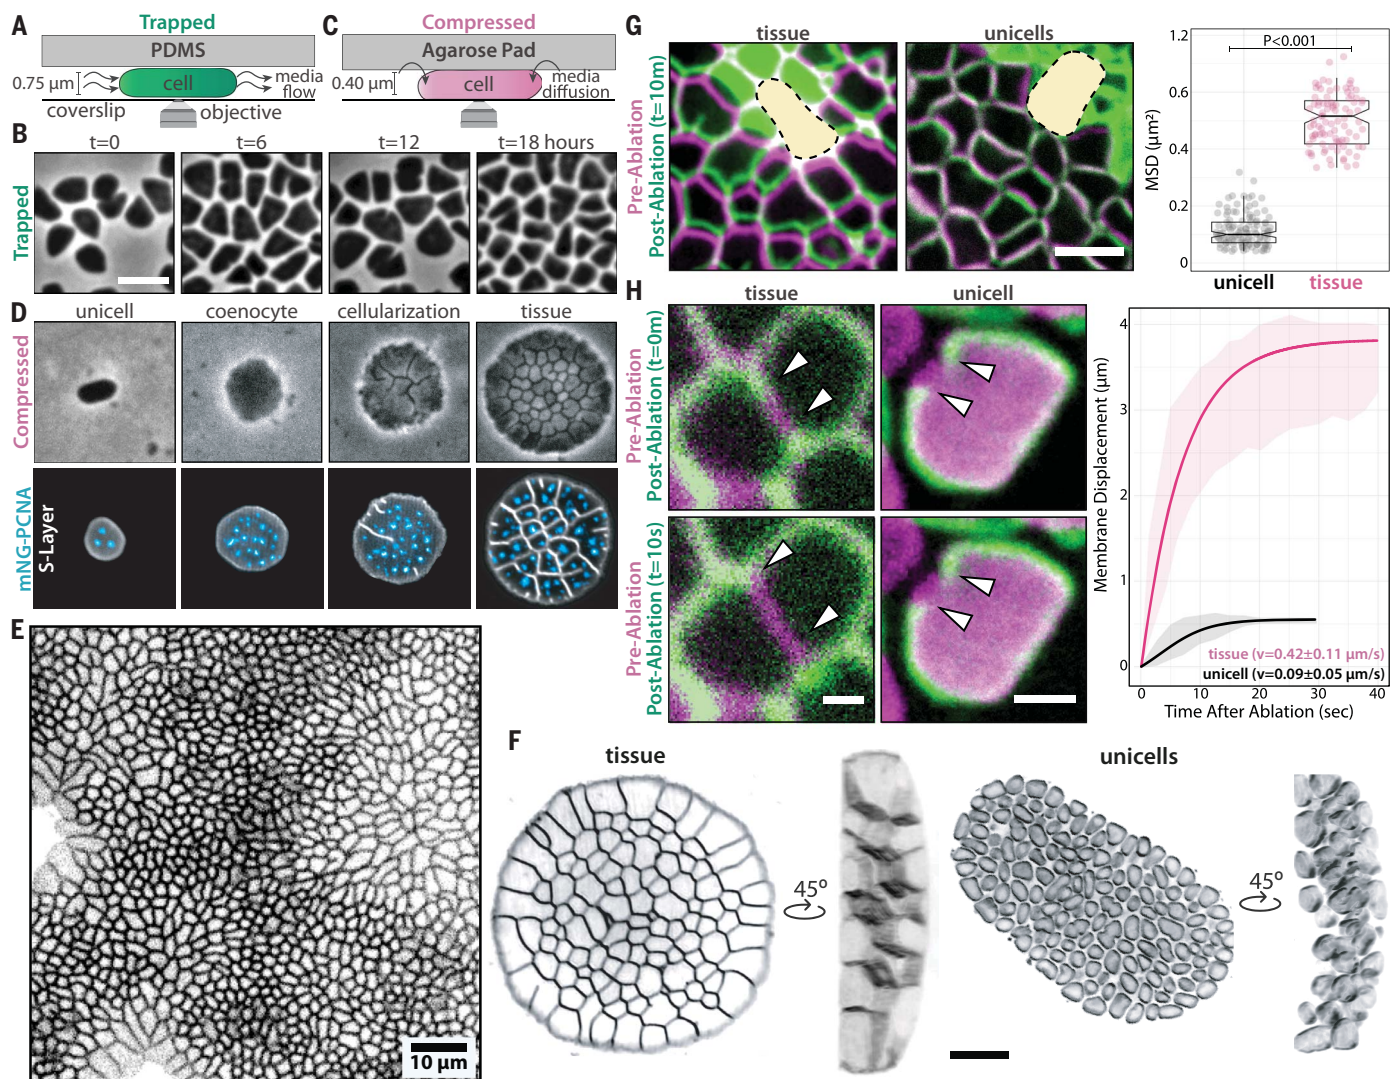 A
Trapped
PDMS
0.75 µm
cell
media
flow
coverslip
objective
C
Compressed
Agarose Pad
0.40 µm
cell
media
diffusion
B
t=0
t=6
t=12
t=18 hours
Trapped
D
unicell
coenocyte
cellularization
tissue
Compressed
mNG-PCNA
S-Layer
E
10 µm
F
tissue
45º
unicells
45º
G
tissue
unicells
Pre-Ablation
Post-Ablation (t=10m)
MSD (µm²)
1.2
0.6
0.4
0.2
0
P<0.001
unicell
tissue
H
tissue
unicell
Pre-Ablation
Post-Ablation (t=0m)
Pre-Ablation
Post-Ablation (t=10s)
Membrane Displacement (µm)
4
3
2
1
0
tissue (v=0.42±0.11 µm/s)
unicell (v=0.09±0.05 µm/s)
0 10 20 30 40
Time After Ablation (sec)